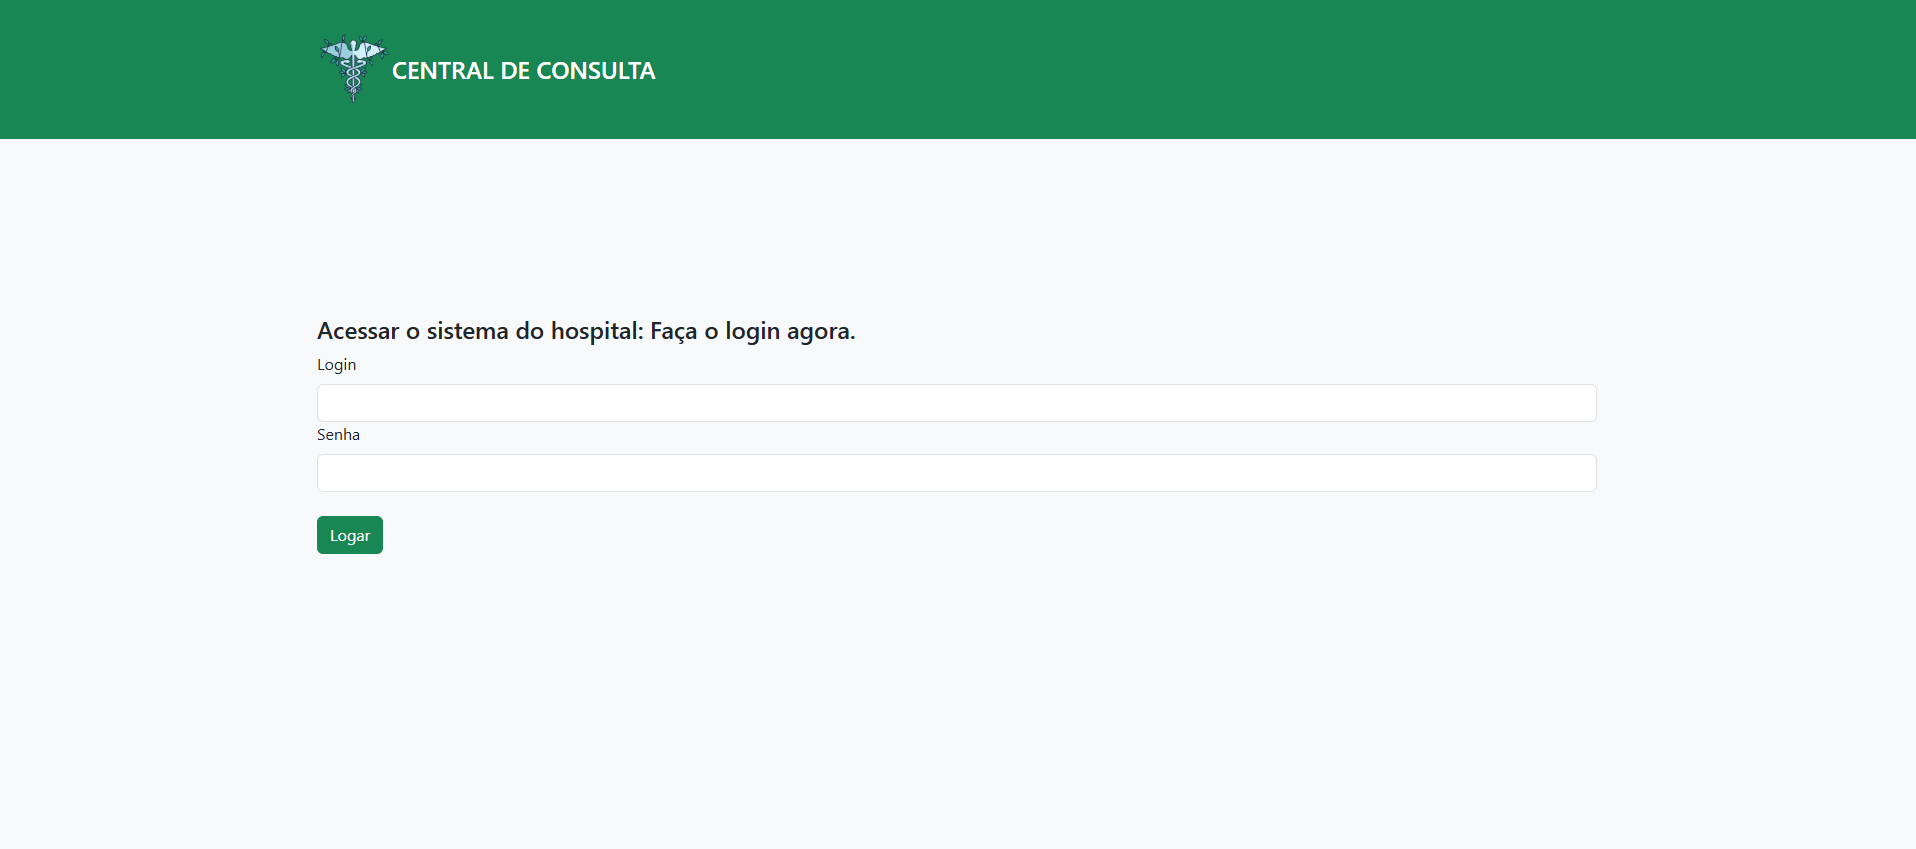 CENTRAL DE CONSULTA
Acessar o sistema do hospital: Faça o login agora.
Login
Senha
Logar